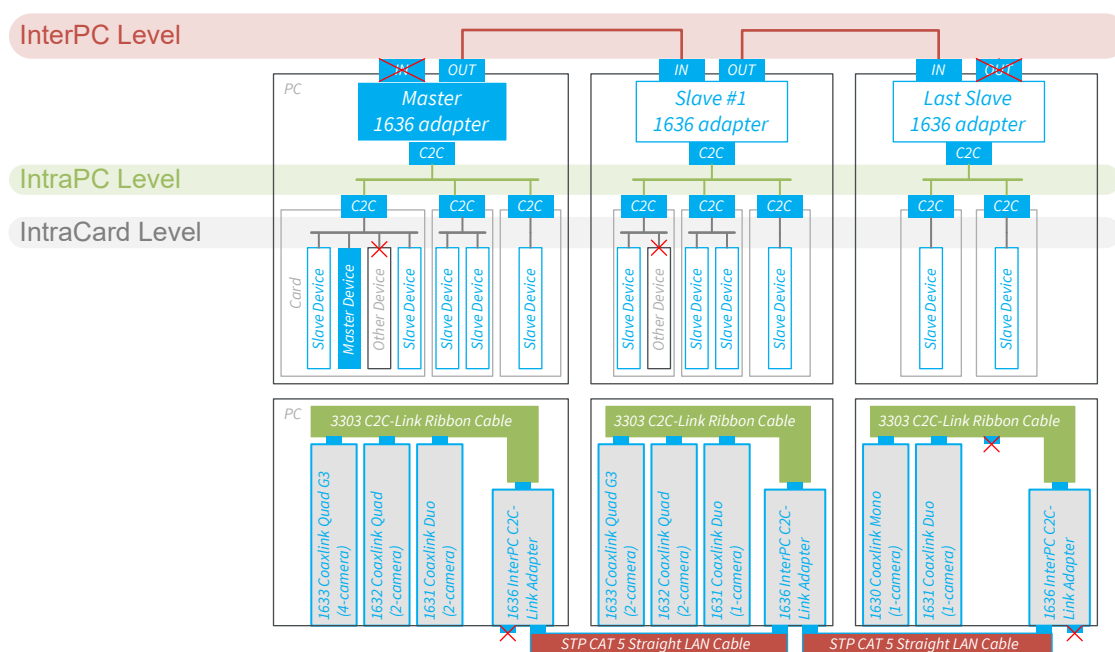 InterPC Level
IN
OUT
IN
OUT
IN
OUT
PC
Master
1636 adapter
Slave #1
1636 adapter
Last Slave
1636 adapter
C2C
C2C
C2C
IntraPC Level
C2C
C2C
C2C
C2C
C2C
C2C
C2C
C2C
IntraCard Level
Card
Slave Device
Master Device
Other Device
Slave Device
Slave Device
Slave Device
Slave Device
Slave Device
Other Device
Slave Device
Slave Device
Slave Device
Slave Device
Slave Device
PC
3303 C2C-Link Ribbon Cable
3303 C2C-Link Ribbon Cable
3303 C2C-Link Ribbon Cable
1633 Coaxlink Quad G3
(4-camera)
1632 Coaxlink Quad
(2-camera)
1631 Coaxlink Duo
(2-camera)
1636 InterPC C2C-
Link Adapter
1633 Coaxlink Quad G3
(2-camera)
1632 Coaxlink Quad
(2-camera)
1631 Coaxlink Duo
(1-camera)
1636 InterPC C2C-
Link Adapter
1630 Coaxlink Mono
(1-camera)
1631 Coaxlink Duo
(1-camera)
1636 InterPC C2C-
Link Adapter
STP CAT 5 Straight LAN Cable
STP CAT 5 Straight LAN Cable